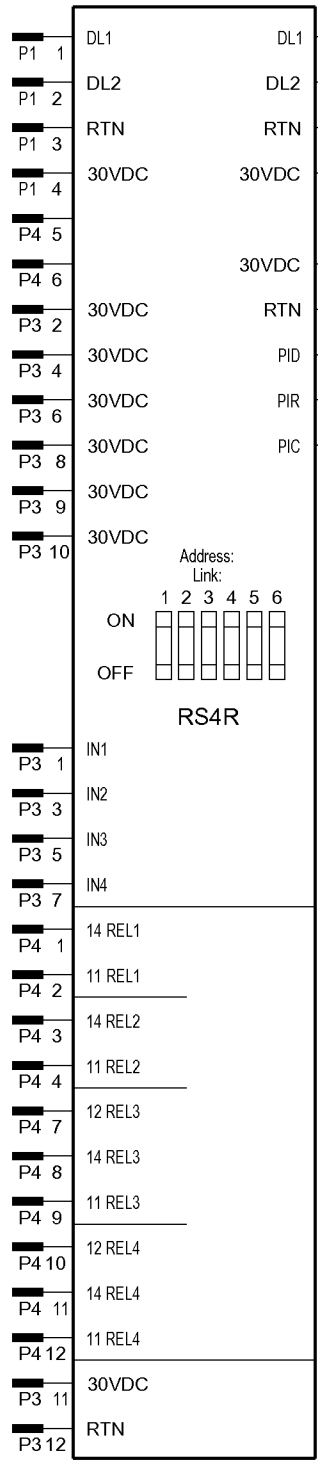 DL1 DL1
P1 1
DL2 DL2
P1 2
RTN RTN
P1 3
30VDC 30VDC
P1 4
P4 5
30VDC
P4 6
30VDC RTN
P3 2
30VDC PID
P3 4
30VDC PIR
P3 6
30VDC PIC
P3 8
30VDC
P3 9
30VDC
P3 10
Address:
Link:
1 2 3 4 5 6
ON
OFF
RS4R
IN1
P3 1
IN2
P3 3
IN3
P3 5
IN4
P3 7
14 REL1
P4 1
11 REL1
P4 2
14 REL2
P4 3
11 REL2
P4 4
12 REL3
P4 7
14 REL3
P4 8
11 REL3
P4 9
12 REL4
P4 10
14 REL4
P4 11
11 REL4
P4 12
30VDC
P3 11
RTN
P3 12